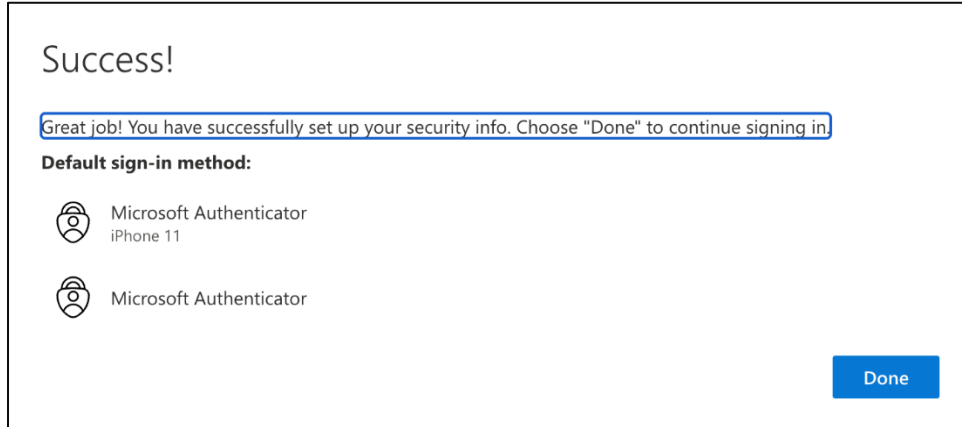 Success!
Great job! You have successfully set up your security info. Choose "Done" to continue signing in.
Default sign-in method:
Microsoft Authenticator
iPhone 11
Microsoft Authenticator
Done